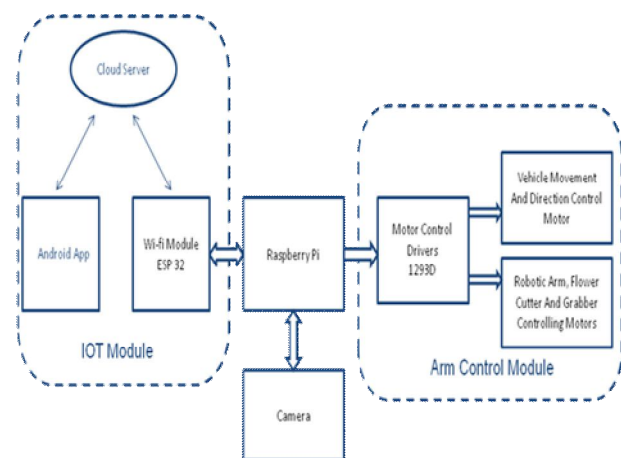 Cloud Server
Android App
Wi-fi Module
ESP 32
IOT Module
Raspberry Pi
Camera
Motor Control
Drivers
1293D
Vehicle Movement
And Direction Control
Motor
Robotic Arm, Flower
Cutter And Grabber
Controlling Motors
Arm Control Module